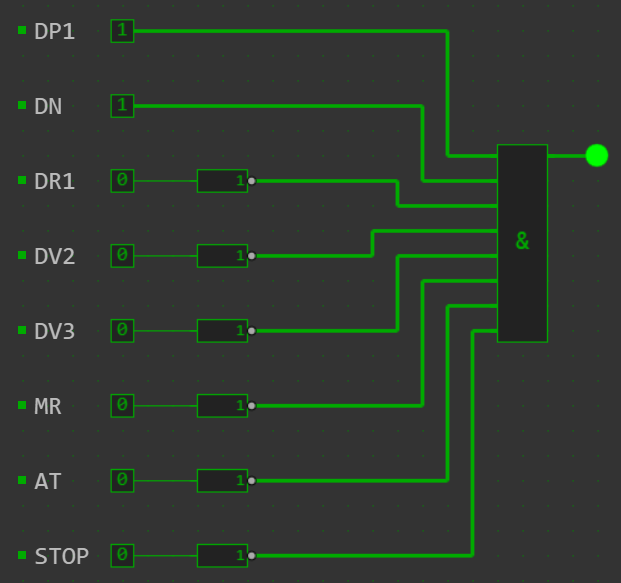 DP1 1
DN 1
DR1 0 1
&
DV2 0 1
DV3 0 1
MR 0 1
AT 0 1
STOP 0 1